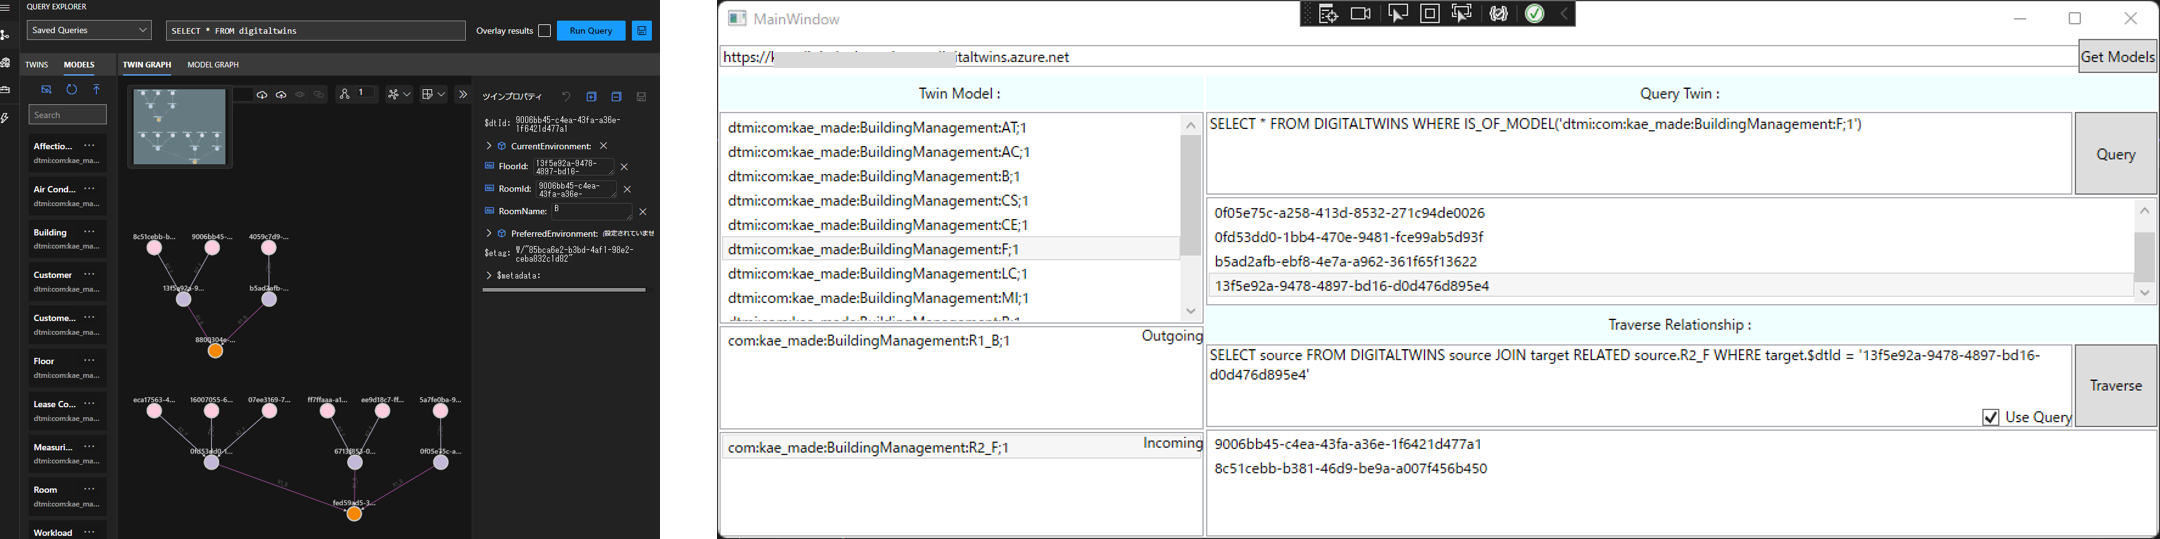 QUERY EXPLORER
Saved Queries
SELECT * FROM digitaltwins
Overlay results
Run Query
TWINS
MODELS
TWIN GRAPH
MODEL GRAPH
1
Search
Affectio... ...
dtmi:com:kae_ma...
Air Cond... ...
dtmi:com:kae_ma...
Building ...
dtmi:com:kae_ma...
Customer ...
dtmi:com:kae_ma...
Custome... ...
dtmi:com:kae_ma...
Floor ...
dtmi:com:kae_ma...
Lease Co... ...
dtmi:com:kae_ma...
Measuri... ...
dtmi:com:kae_ma...
Room ...
dtmi:com:kae_ma...
Workload ...
8c51cebb-b...
9006bb45-...
4059c7d9-...
13f5e92a-9...
b5ad2afb-...
8800304e-...
eca17563-4...
16007055-6...
07ee3169-7...
ff7ffaaa-a1...
ee9d18c7-ff...
5a7fe0ba-9...
0fd53dd0-1...
0f05e75c-a...
fed59ad5-3...
ツインプロパティ
$dtId: 9006bb45-c4ea-43fa-a36e-
1f6421d477a1
CurrentEnvironment:
FloorId: 13f5e92a-9478-
4897-bd16-
RoomId: 9006bb45-c4ea-
43fa-a36e-
RoomName: B
PreferredEnvironment: (設定されていませ
$etag: W/"85bca6e2-b3bd-4af1-98e2-
ceba832c1d82"
$metadata:
MainWindow
https://k
italtwins.azure.net
Get Models
Twin Model :
dtmi:com:kae_made:BuildingManagement:AT;1
dtmi:com:kae_made:BuildingManagement:AC;1
dtmi:com:kae_made:BuildingManagement:B;1
dtmi:com:kae_made:BuildingManagement:CS;1
dtmi:com:kae_made:BuildingManagement:CE;1
dtmi:com:kae_made:BuildingManagement:F;1
dtmi:com:kae_made:BuildingManagement:LC;1
dtmi:com:kae_made:BuildingManagement:MI;1
dtmi:com:kae_made:BuildingManagement:R;1
Outgoing
com:kae_made:BuildingManagement:R1_B;1
Incoming
com:kae_made:BuildingManagement:R2_F;1
Query Twin :
SELECT * FROM DIGITALTWINS WHERE IS_OF_MODEL('dtmi:com:kae_made:BuildingManagement:F;1')
Query
0f05e75c-a258-413d-8532-271c94de0026
0fd53dd0-1bb4-470e-9481-fce99ab5d93f
b5ad2afb-ebf8-4e7a-a962-361f65f13622
13f5e92a-9478-4897-bd16-d0d476d895e4
Traverse Relationship :
SELECT source FROM DIGITALTWINS source JOIN target RELATED source.R2_F WHERE target.$dtId = '13f5e92a-9478-4897-bd16-
d0d476d895e4'
Traverse
Use Query
9006bb45-c4ea-43fa-a36e-1f6421d477a1
8c51cebb-b381-46d9-be9a-a007f456b450